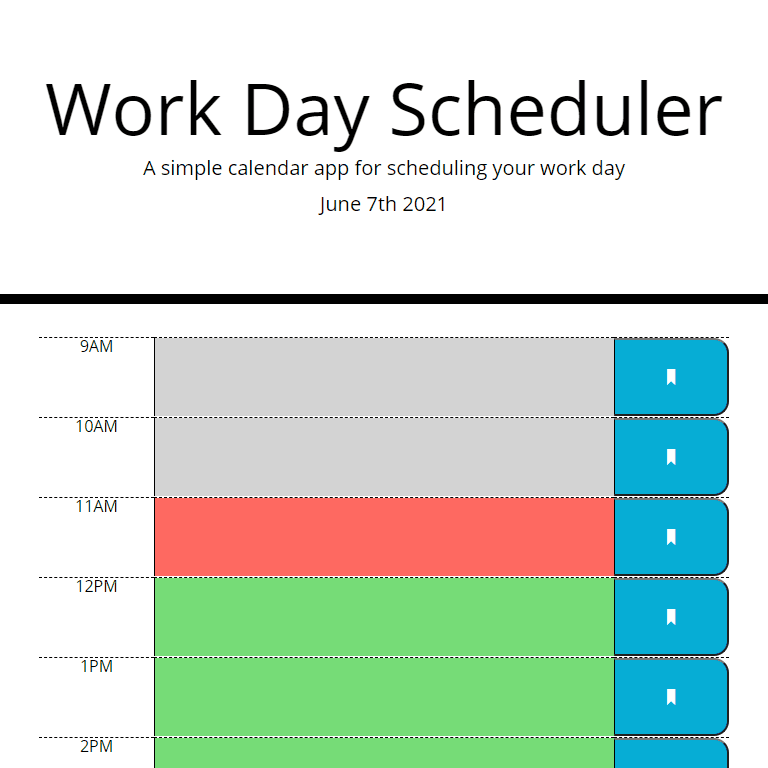 Work Day Scheduler
A simple calendar app for scheduling your work day
June 7th 2021
9AM
10AM
11AM
12PM
1PM
2PM